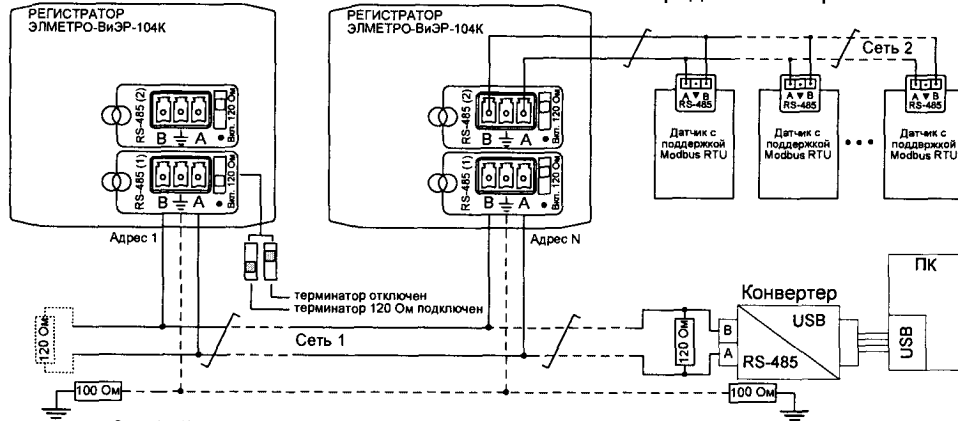 РЕГИСТРАТОР
ЭЛМЕТРО-ВиЭР-104К
RS-485 (2)
В А
Вкл. 120 Ом
RS-485 (1)
В А
Вкл. 120 Ом
Адрес 1
РЕГИСТРАТОР
ЭЛМЕТРО-ВиЭР-104К
RS-485 (2)
В А
Вкл. 120 Ом
RS-485 (1)
В А
Вкл. 120 Ом
Адрес N
Сеть 2
А В
RS-485
Датчик с
поддержкой
Modbus RTU
А В
RS-485
Датчик с
поддержкой
Modbus RTU
А В
RS-485
Датчик с
поддержкой
Modbus RTU
терминатор отключен
терминатор 120 Ом подключен
120 Ом
Сеть 1
120 Ом
Конвертер
В
А
USB
RS-485
ПК
USB
100 Ом
100 Ом